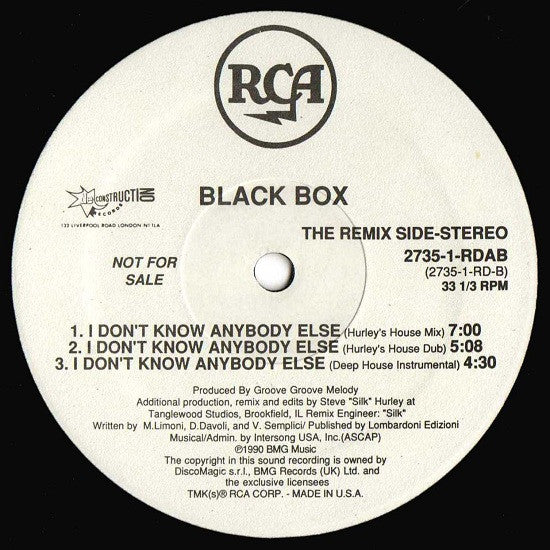 RCA
deConstruction
RECORDS
132 LIVERPOOL ROAD LONDON N1 1LA
BLACK BOX
THE REMIX SIDE-STEREO
NOT FOR
SALE
2735-1-RDAB
(2735-1-RD-B)
33 1/3 RPM
1. I DON'T KNOW ANYBODY ELSE (Hurley's House Mix) 7:00
2. I DON'T KNOW ANYBODY ELSE (Hurley's House Dub) 5:08
3. I DON'T KNOW ANYBODY ELSE (Deep House Instrumental) 4:30
Produced By Groove Groove Melody
Additional production, remix and edits by Steve "Silk" Hurley at
Tanglewood Studios, Brookfield, IL Remix Engineer: "Silk"
Written by M.Limoni, D.Davoli, and V. Semplici/ Published by Lombardoni Edizioni
Musical/Admin. by Intersong USA, Inc.(ASCAP)
℗1990 BMG Music
The copyright in this sound recording is owned by
DiscoMagic s.r.l., BMG Records (UK) Ltd. and
the exclusive licensees
TMK(s)® RCA CORP. - MADE IN U.S.A.